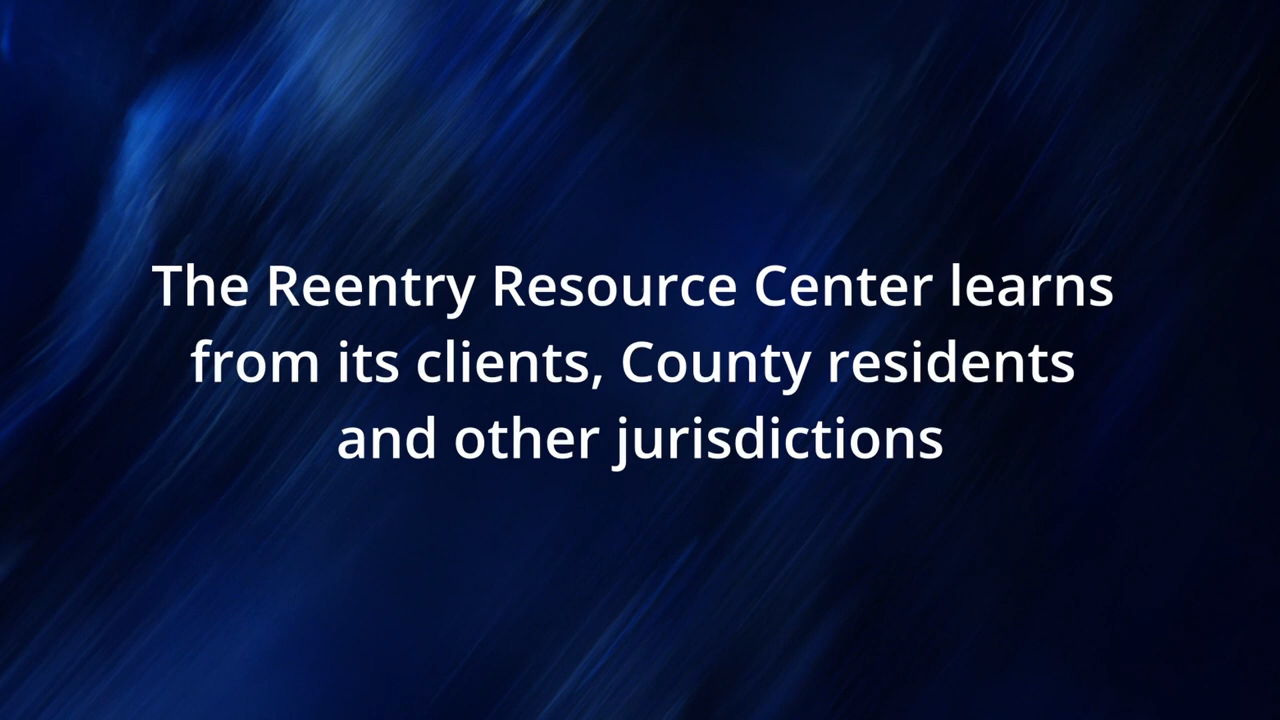 The Reentry Resource Center learns
from its clients, County residents
and other jurisdictions